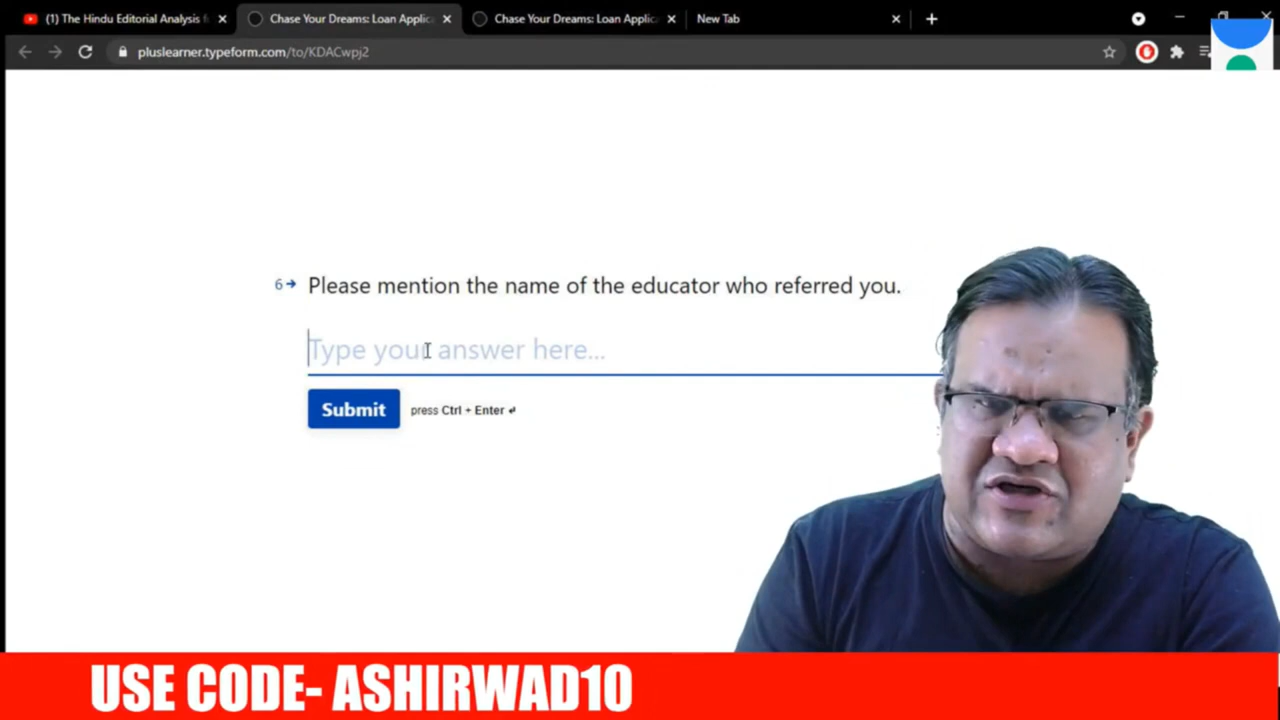 (1) The Hindu Editorial Analysis
Chase Your Dreams: Loan Applic
Chase Your Dreams: Loan Applic
New Tab
pluslearner.typeform.com/to/KDACwpj2
6 Please mention the name of the educator who referred you.
Type your answer here...
Submit
press Ctrl + Enter
USE CODE- ASHIRWAD10